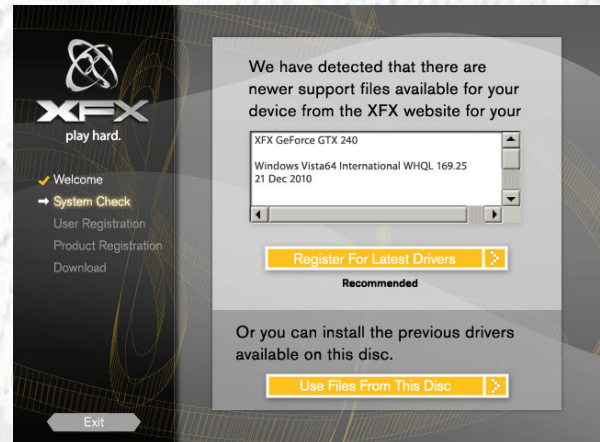 XFX
play hard.
Welcome
System Check
User Registration
Product Registration
Download
Exit
We have detected that there are
newer support files available for your
device from the XFX website for your
XFX GeForce GTX 240
Windows Vista64 International WHQL 169.25
21 Dec 2010
Register For Latest Drivers
Recommended
Or you can install the previous drivers
available on this disc.
Use Files From This Disc